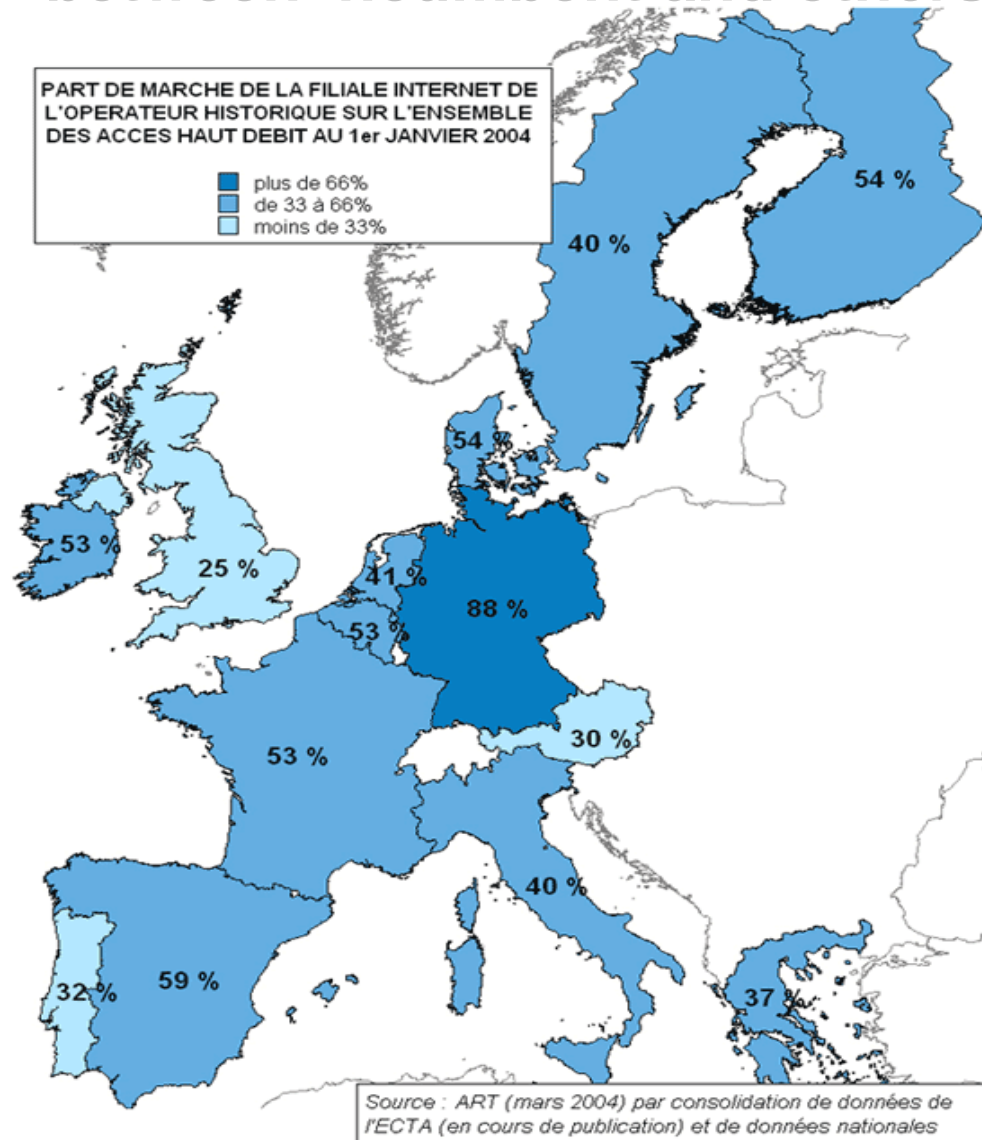 PART DE MARCHE DE LA FILIALE INTERNET DE
L'OPERATEUR HISTORIQUE SUR L'ENSEMBLE
DES ACCES HAUT DEBIT AU 1er JANVIER 2004
plus de 66%
de 33 à 66%
moins de 33%
54 %
40 %
54 %
53 %
25 %
41 %
88 %
53 %
30 %
53 %
40 %
59 %
32 %
37 %
Source : ART (mars 2004) par consolidation de données de
l'ECTA (en cours de publication) et de données nationales